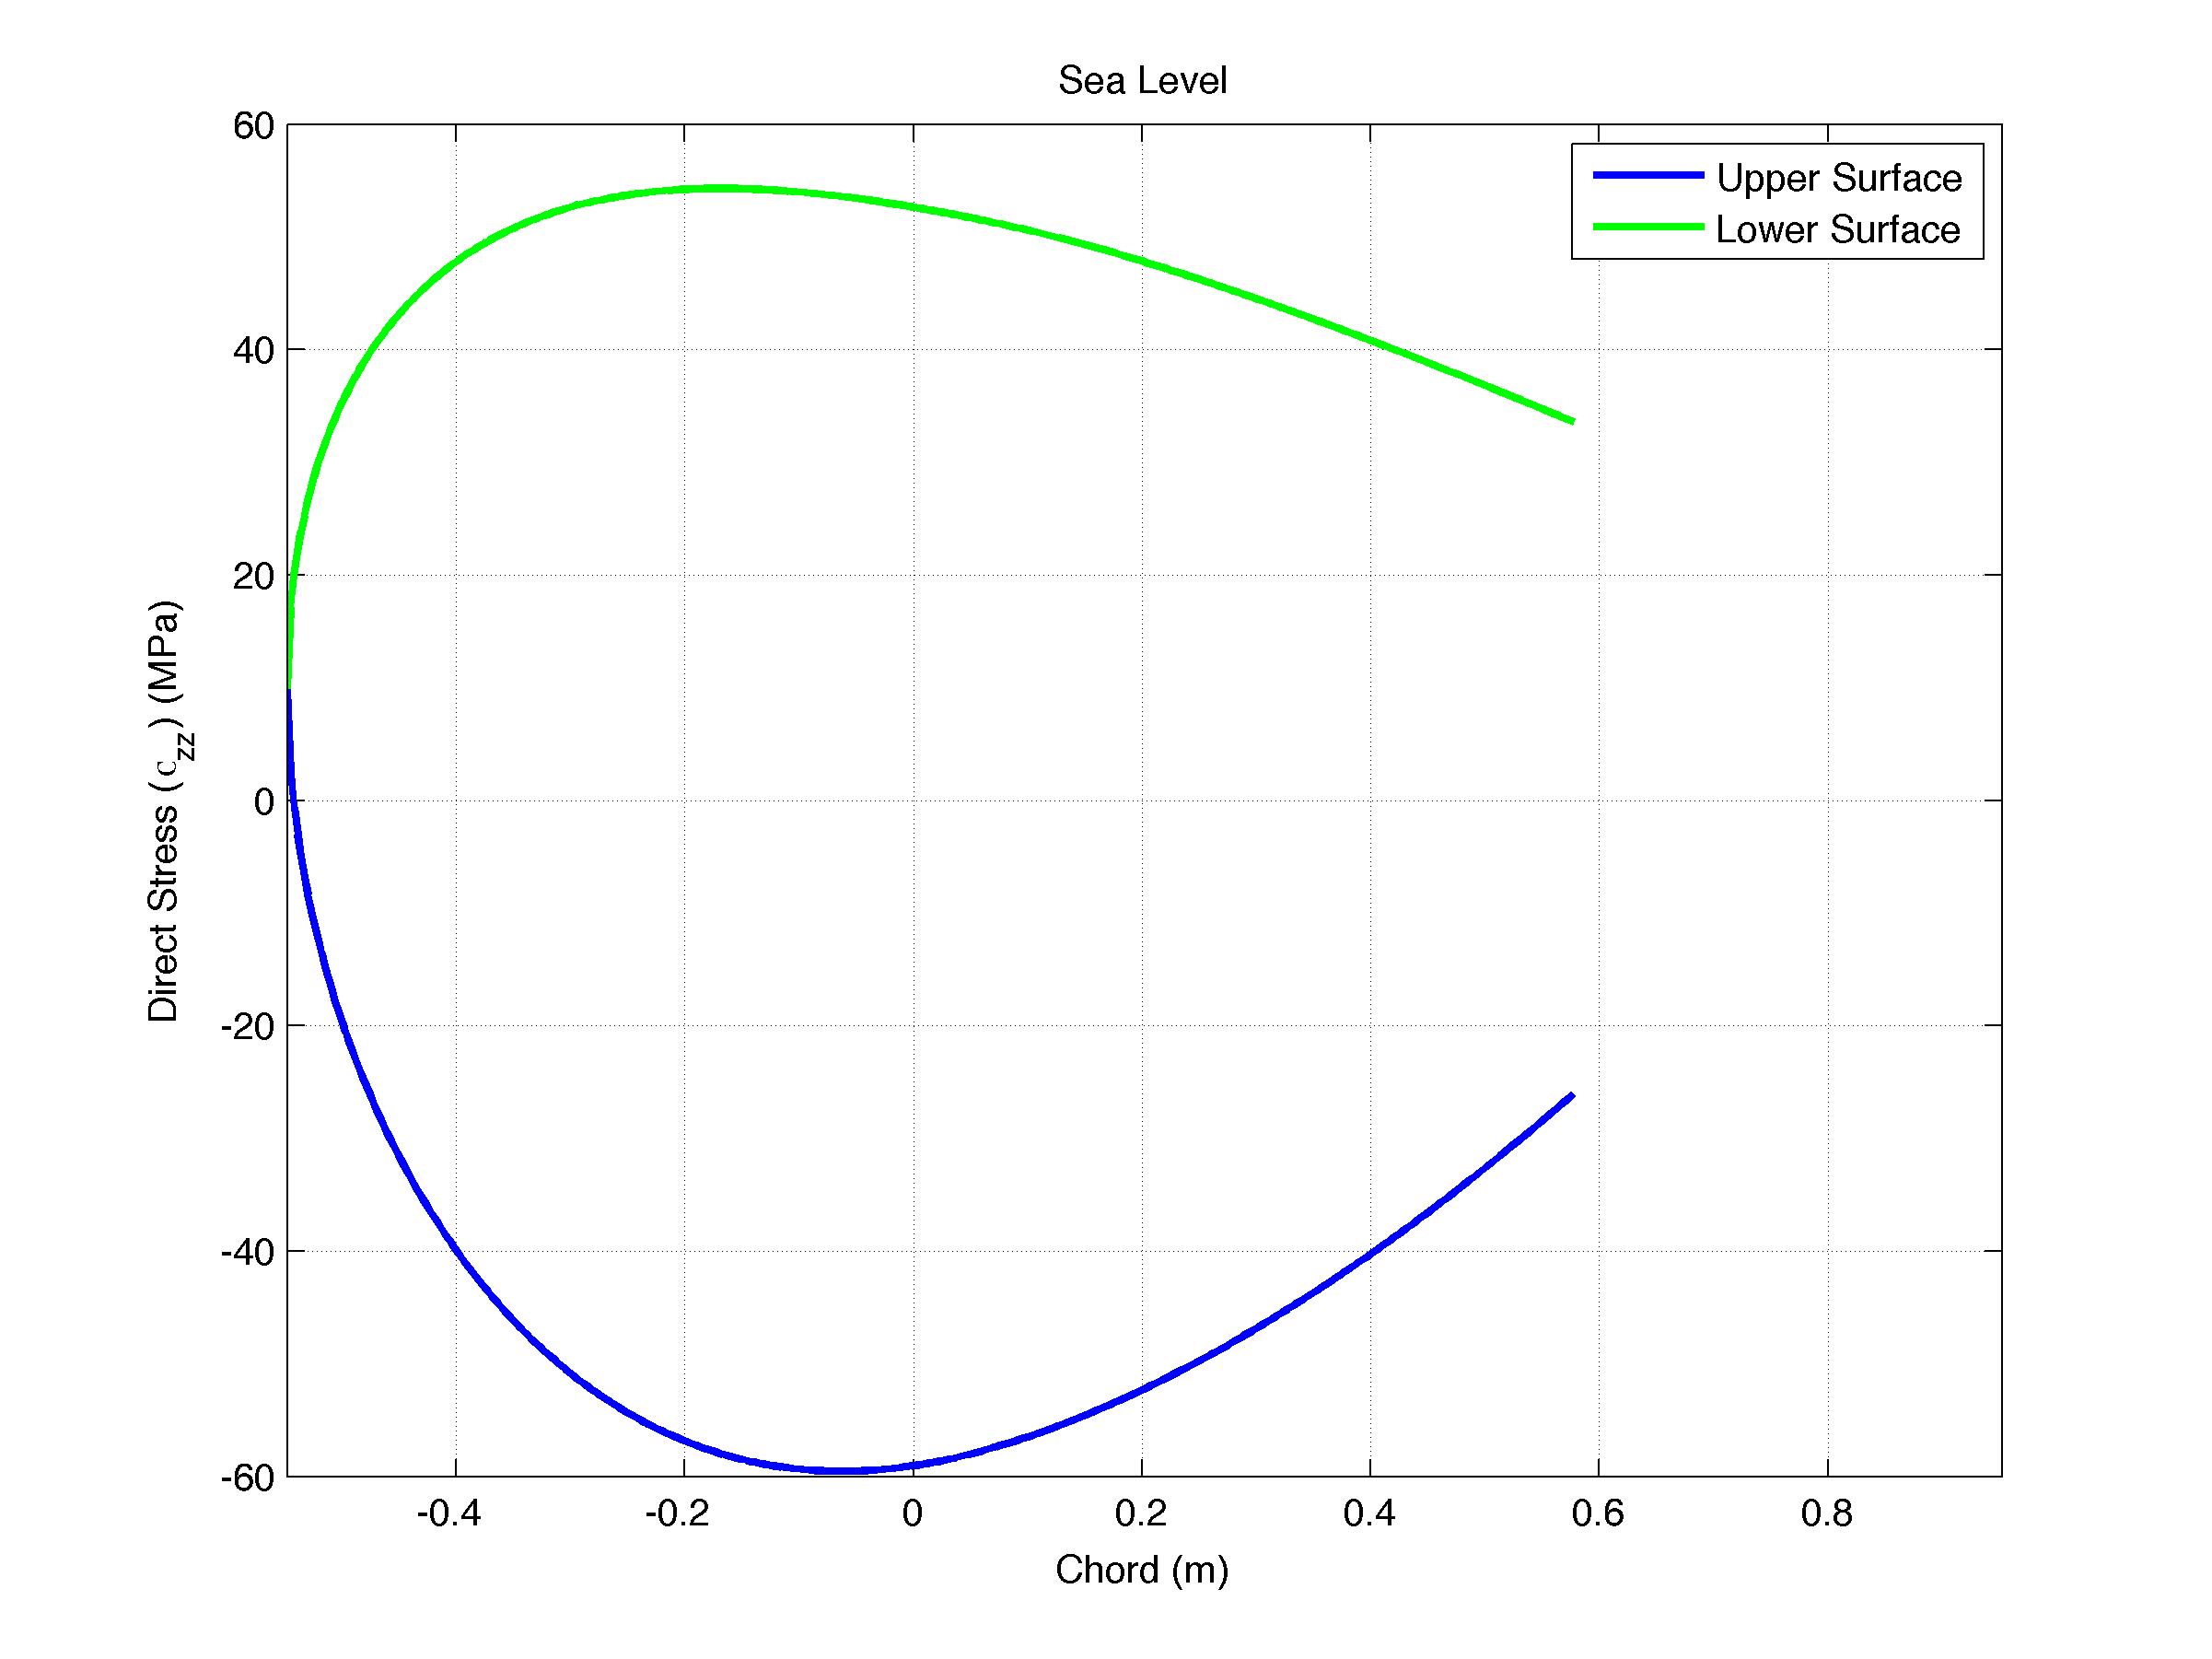 Sea Level
60
40
20
0
-20
-40
-60
Direct Stress (σzz) (MPa)
Upper Surface
Lower Surface
-0.4
-0.2
0
0.2
0.4
0.6
0.8
Chord (m)